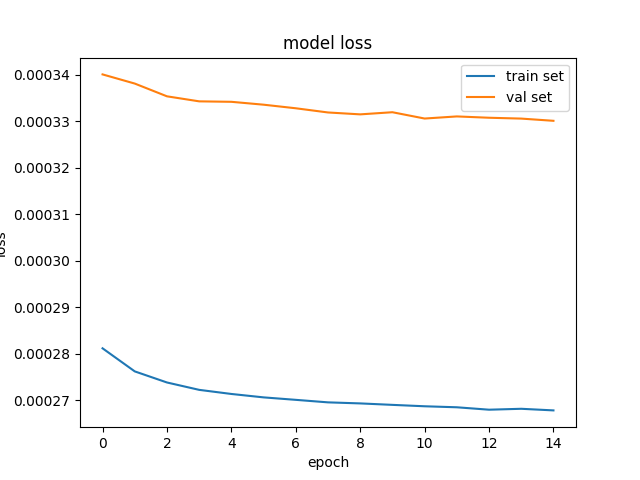 model loss
train set
val set
0.00034
0.00033
0.00032
0.00031
0.00030
0.00029
0.00028
0.00027
loss
0 2 4 6 8 10 12 14
epoch